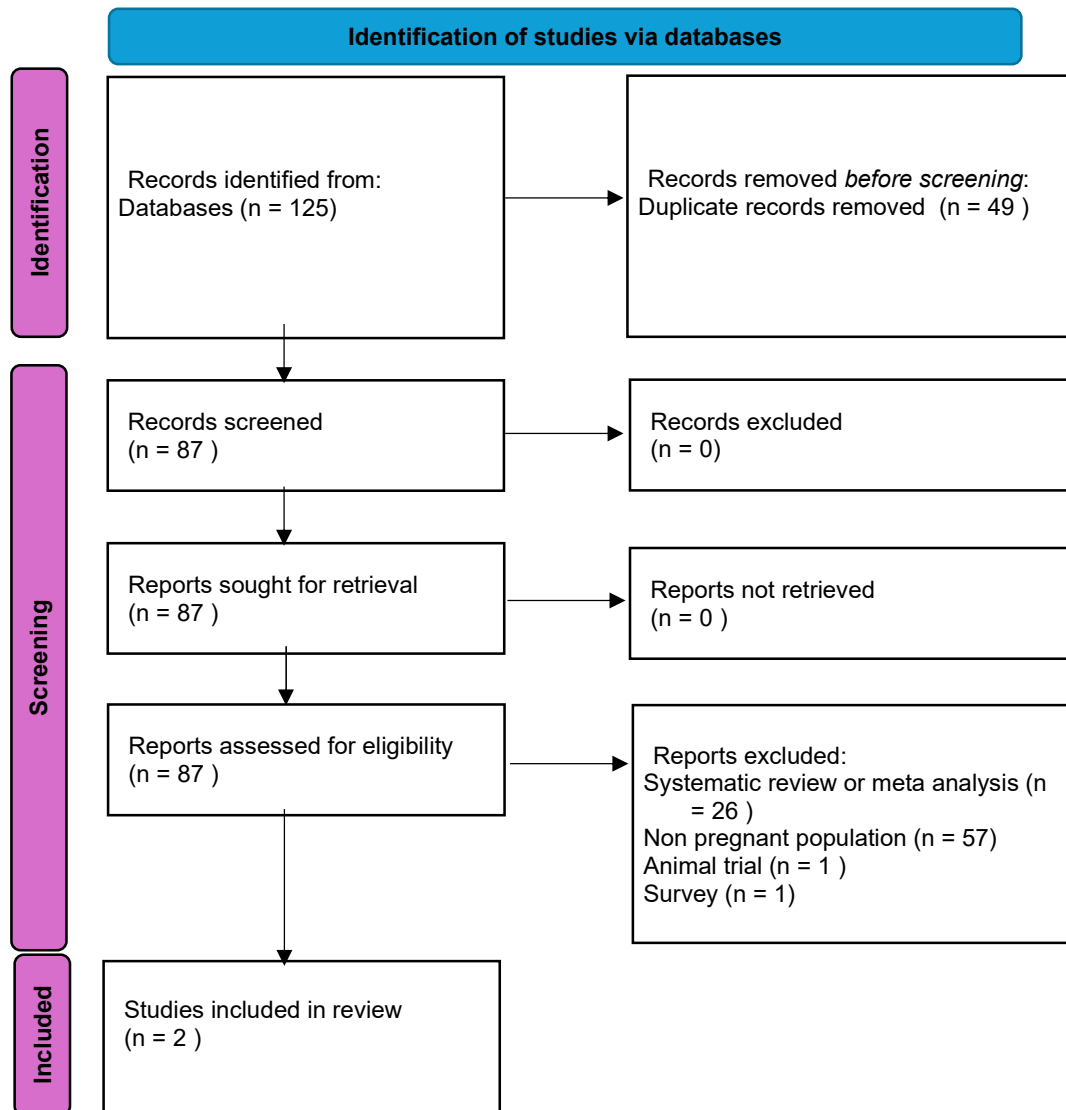 Identification of studies via databases
Identification
Records identified from:
Databases (n = 125)
Records removed before screening:
Duplicate records removed (n = 49 )
Screening
Records screened
(n = 87 )
Records excluded
(n = 0)
Reports sought for retrieval
(n = 87 )
Reports not retrieved
(n = 0 )
Reports assessed for eligibility
(n = 87 )
Reports excluded:
Systematic review or meta analysis (n
= 26 )
Non pregnant population (n = 57)
Animal trial (n = 1 )
Survey (n = 1)
Included
Studies included in review
(n = 2 )